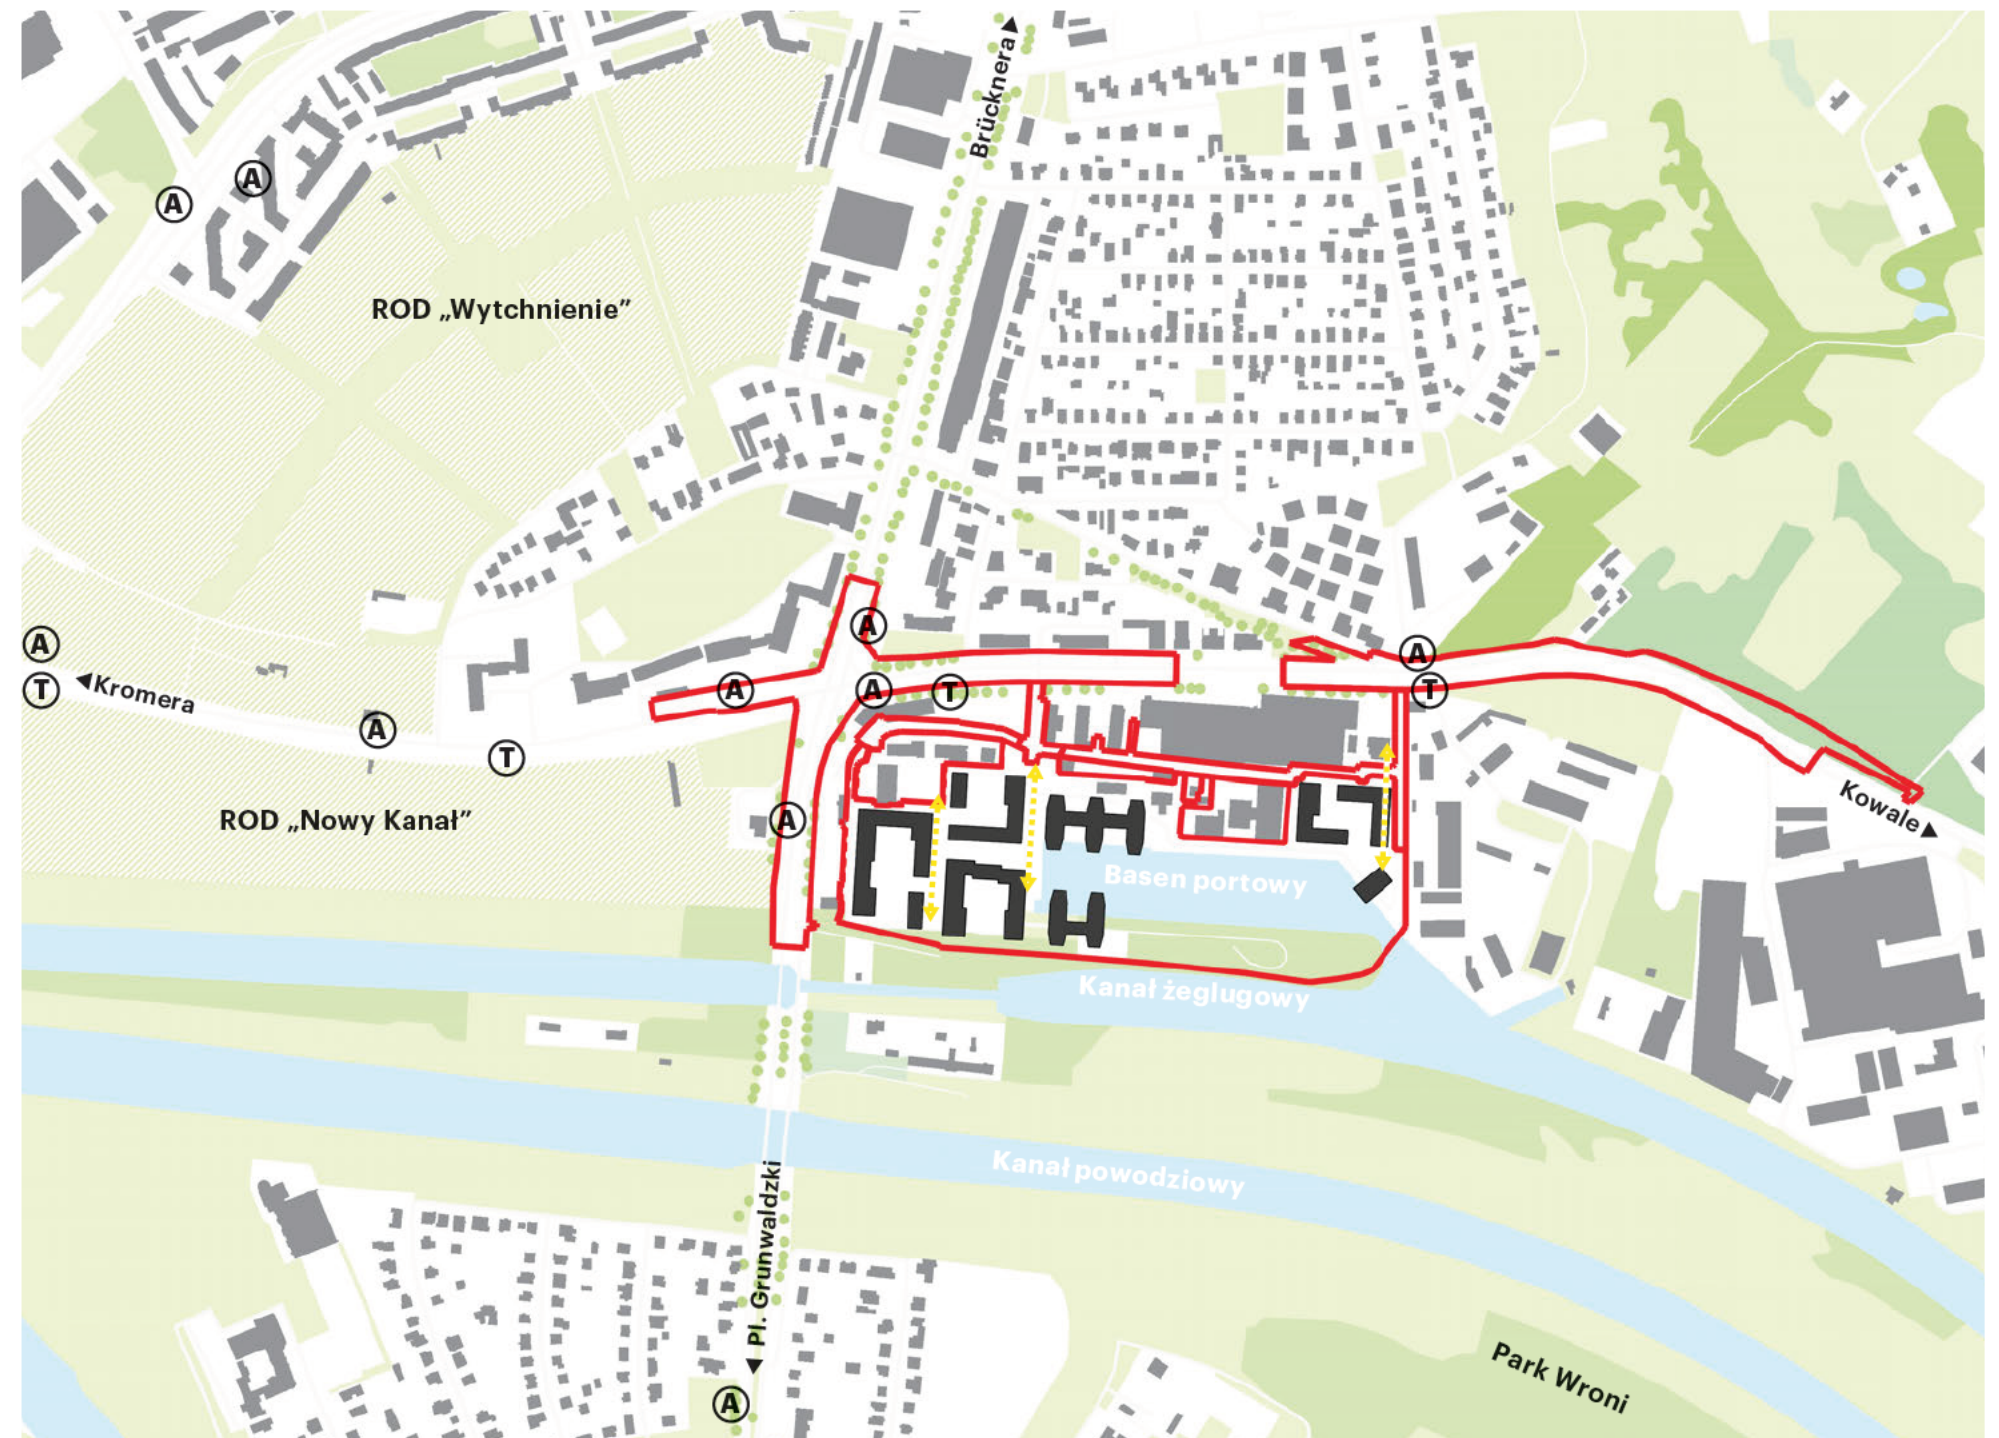 Brücknera
A
A
ROD „Wytchnienie”
A
A
A
T
A
A
T
A
T
Kromera
A
T
Kowale
ROD „Nowy Kanał”
A
Basen portowy
Kanał żeglugowy
Kanał powodziowy
Pl. Grunwaldzki
Park Wroni
A